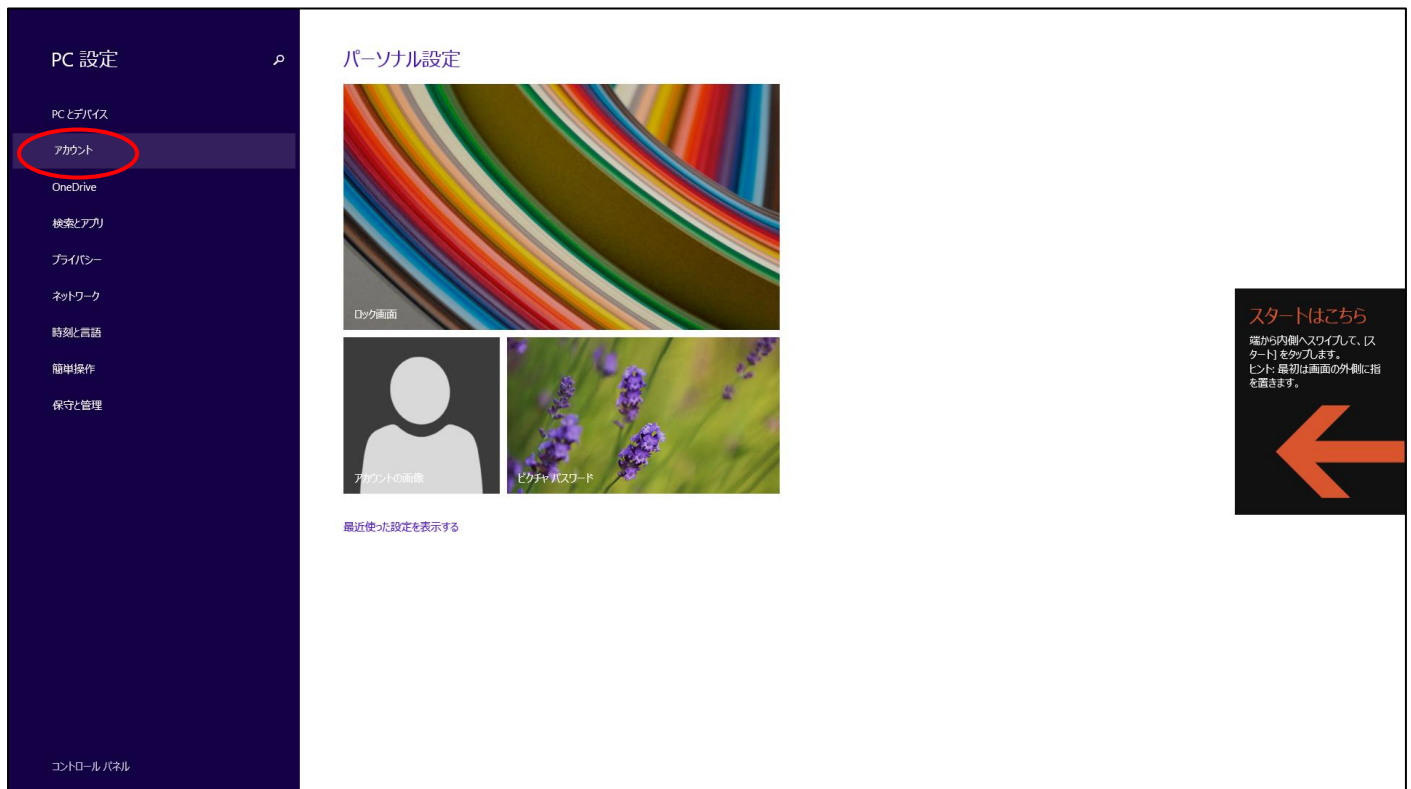 PC 設定
PC とデバイス
アカウント
OneDrive
検索とアプリ
プライバシー
ネットワーク
時刻と言語
簡単操作
保守と管理
コントロール パネル
パーソナル設定
ロック画面
アカウントの画像
ピクチャ パスワード
最近使った設定を表示する
スタートはこちら
端から内側へスワイプして、[ス
タート] をタップします。
ヒント: 最初は画面の外側に指
を置きます。